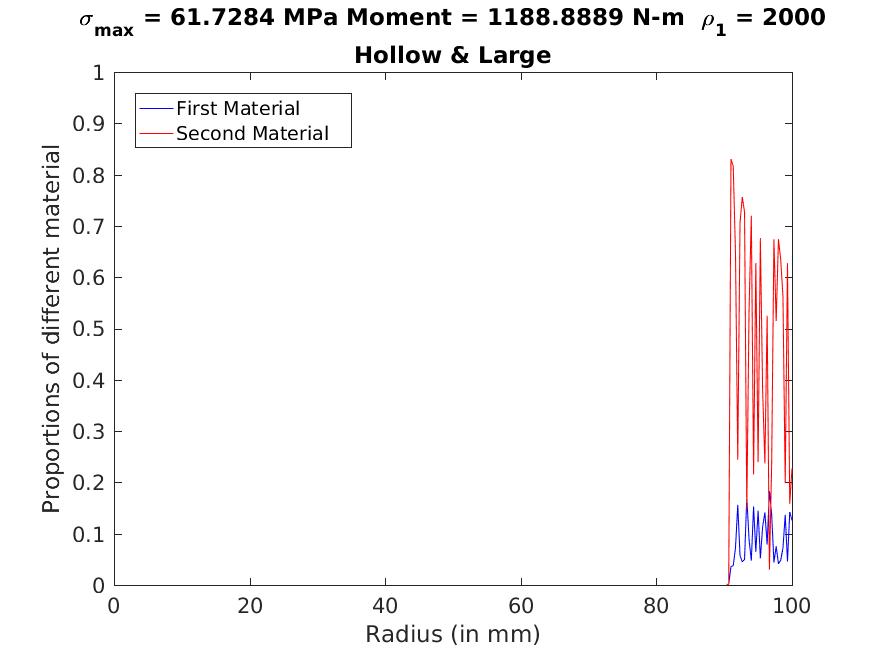 σmax = 61.7284 MPa Moment = 1188.8889 N-m ρ1 = 2000
Hollow & Large
First Material
Second Material
Proportions of different material
1
0.9
0.8
0.7
0.6
0.5
0.4
0.3
0.2
0.1
0
0 20 40 60 80 100
Radius (in mm)